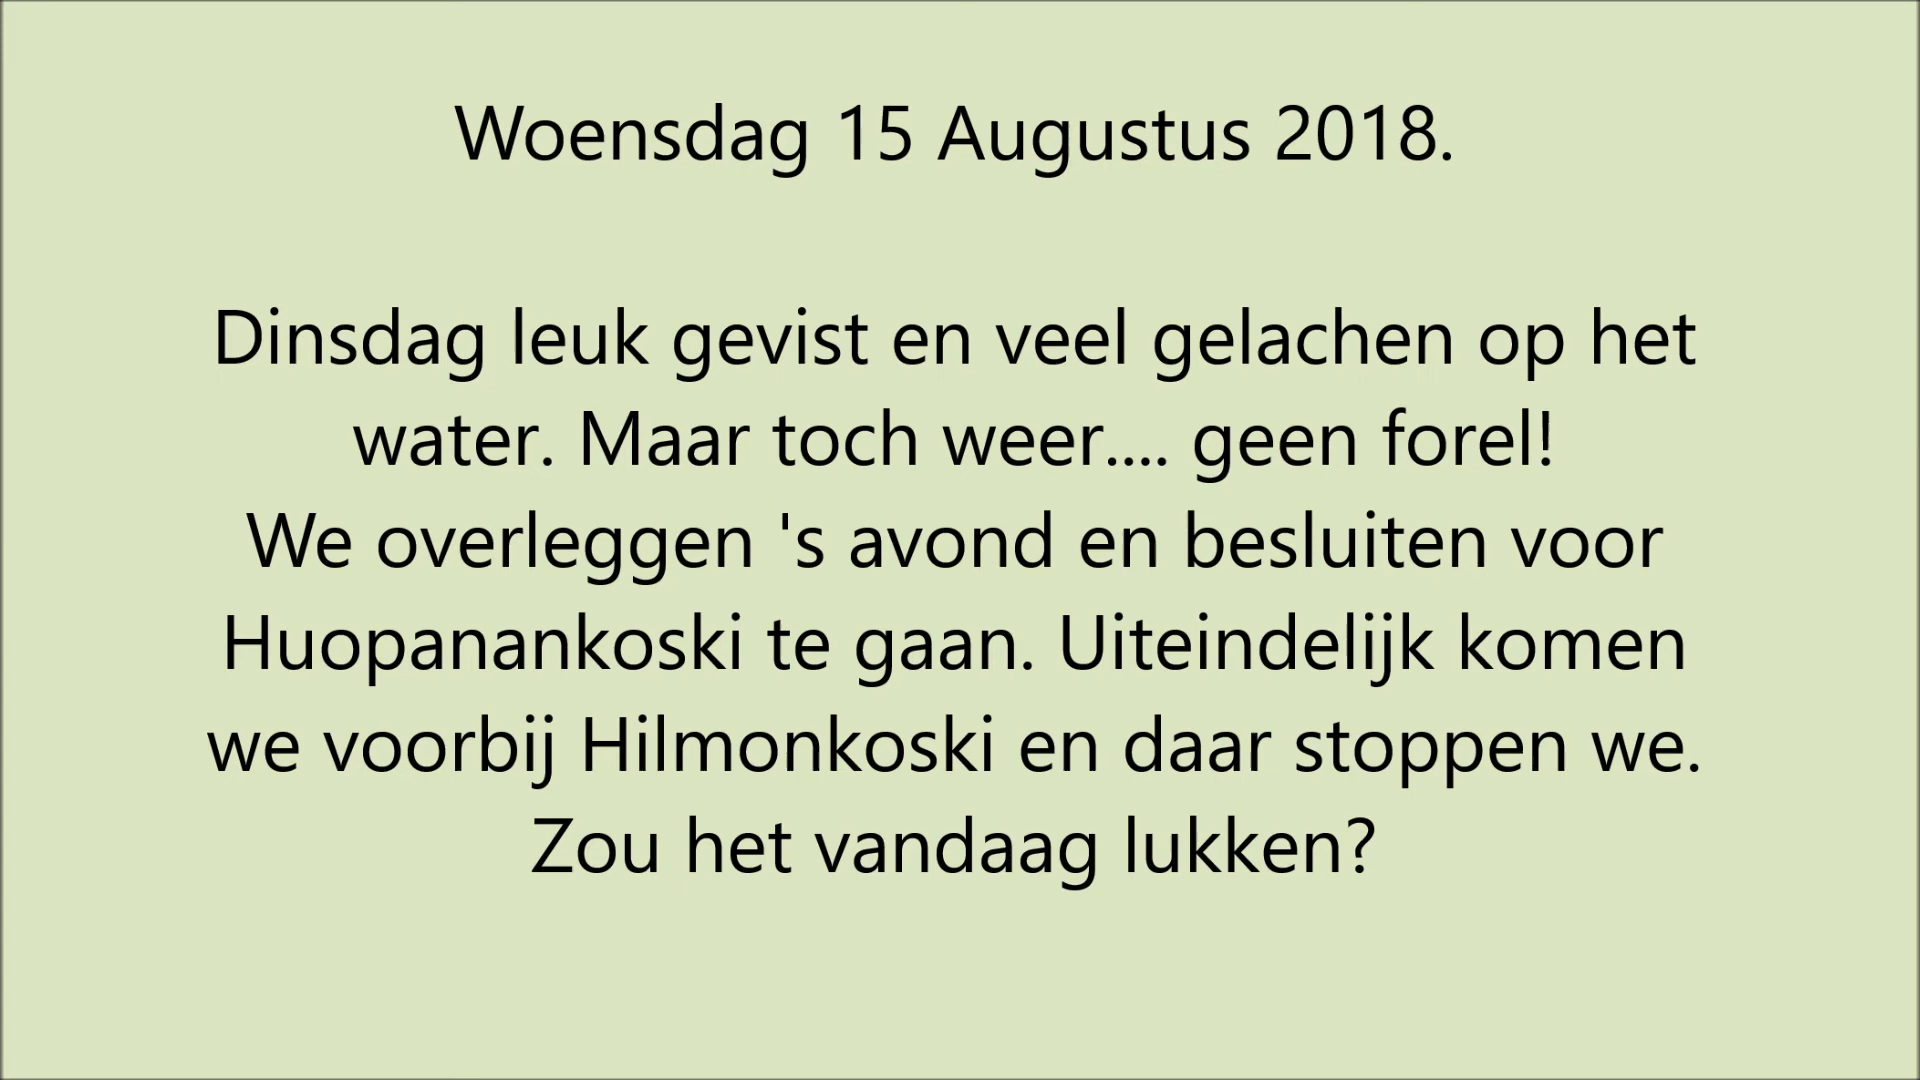 Woensdag 15 Augustus 2018.
Dinsdag leuk gevist en veel gelachen op het
water. Maar toch weer.... geen forel!
We overleggen 's avond en besluiten voor
Huopanankoski te gaan. Uiteindelijk komen
we voorbij Hilmonkoski en daar stoppen we.
Zou het vandaag lukken?